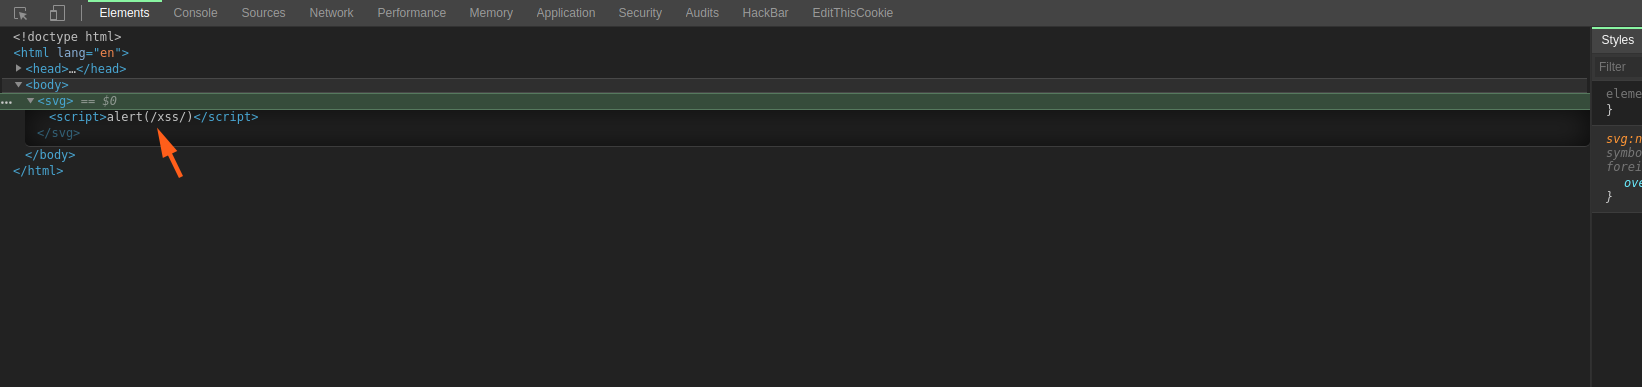 Elements Console Sources Network Performance Memory Application Security Audits HackBar EditThisCookie
<!doctype html>
<html lang="en">
<head>…</head>
<body>
… <svg> == $0
<script>alert(/xss/)</script>
</svg>
</body>
</html>
Styles
Filter
eleme
}
svg:n
symbo
forei
ove
}